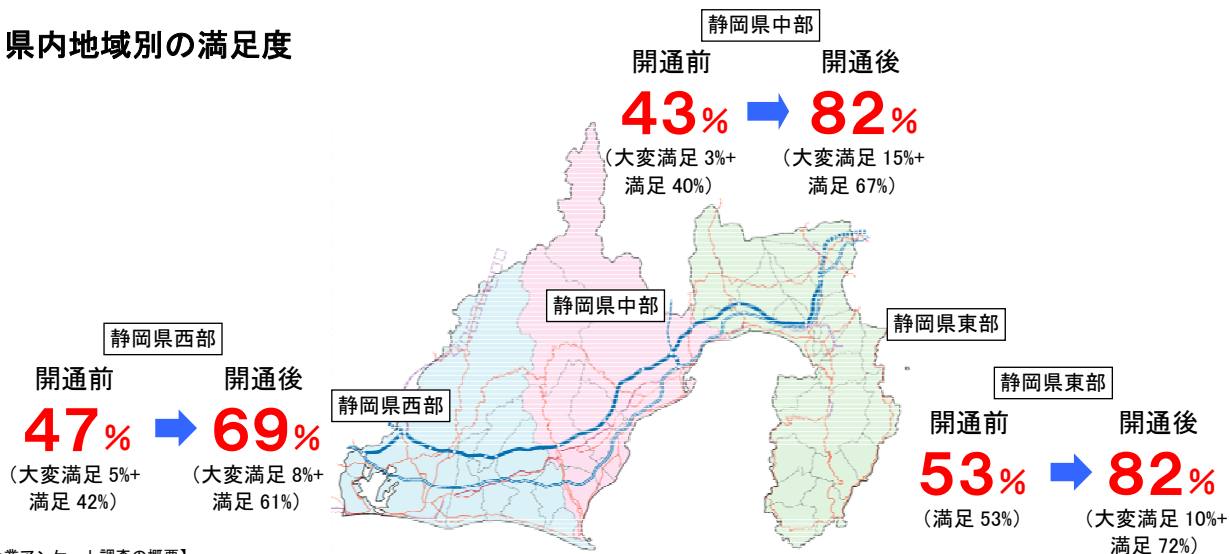 県内地域別の満足度
静岡県中部
開通前 開通後
43% 82%
(大変満足 3%+
満足 40%)
(大変満足 15%+
満足 67%)
静岡県中部
静岡県東部
静岡県西部
静岡県西部
開通前 開通後
47% 69%
(大変満足 5%+
満足 42%)
(大変満足 8%+
満足 61%)
静岡県東部
開通前 開通後
53% 82%
(満足 53%)
(大変満足 10%+
満足 72%)